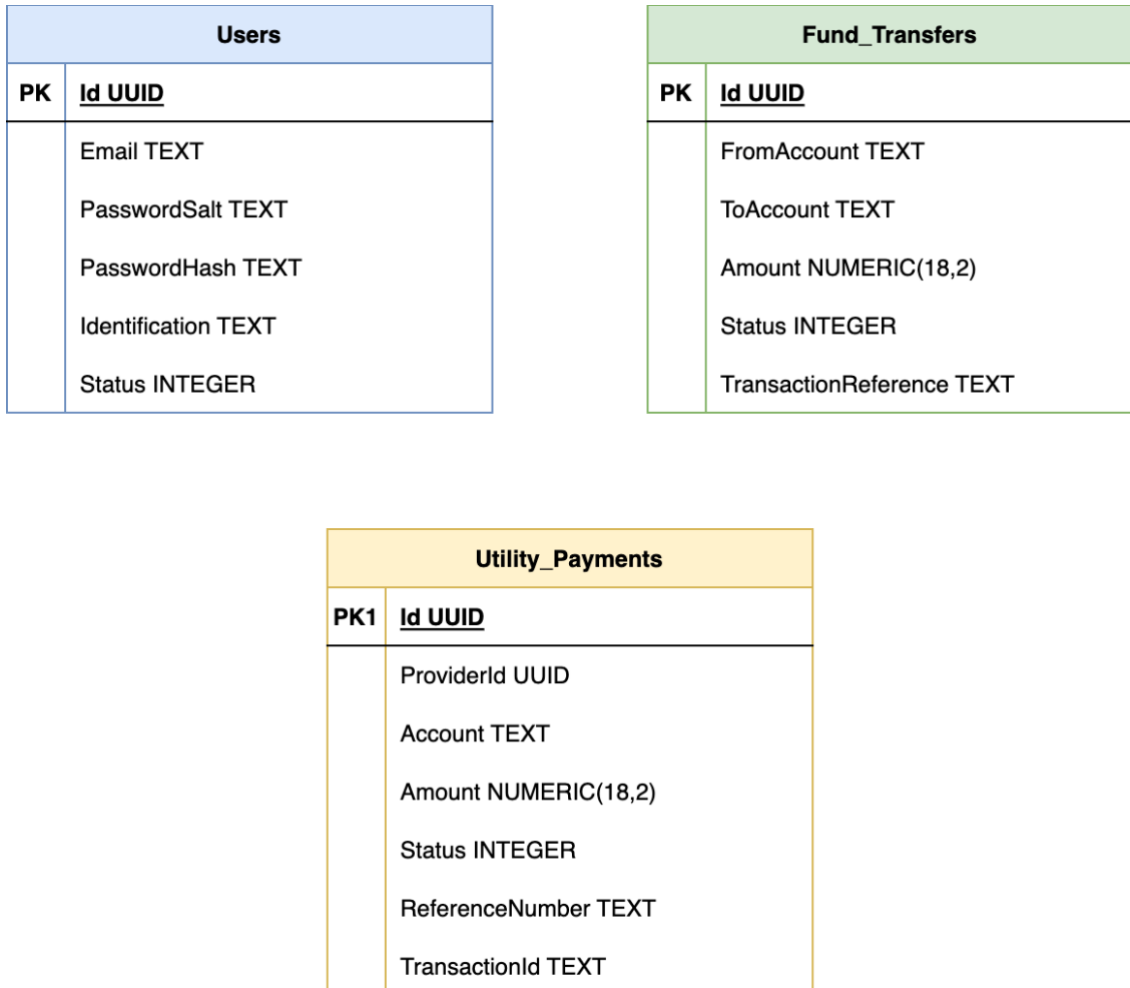 Users
PK Id UUID
Email TEXT
PasswordSalt TEXT
PasswordHash TEXT
Identification TEXT
Status INTEGER
Fund_Transfers
PK Id UUID
FromAccount TEXT
ToAccount TEXT
Amount NUMERIC(18,2)
Status INTEGER
TransactionReference TEXT
Utility_Payments
PK1 Id UUID
ProviderId UUID
Account TEXT
Amount NUMERIC(18,2)
Status INTEGER
ReferenceNumber TEXT
TransactionId TEXT